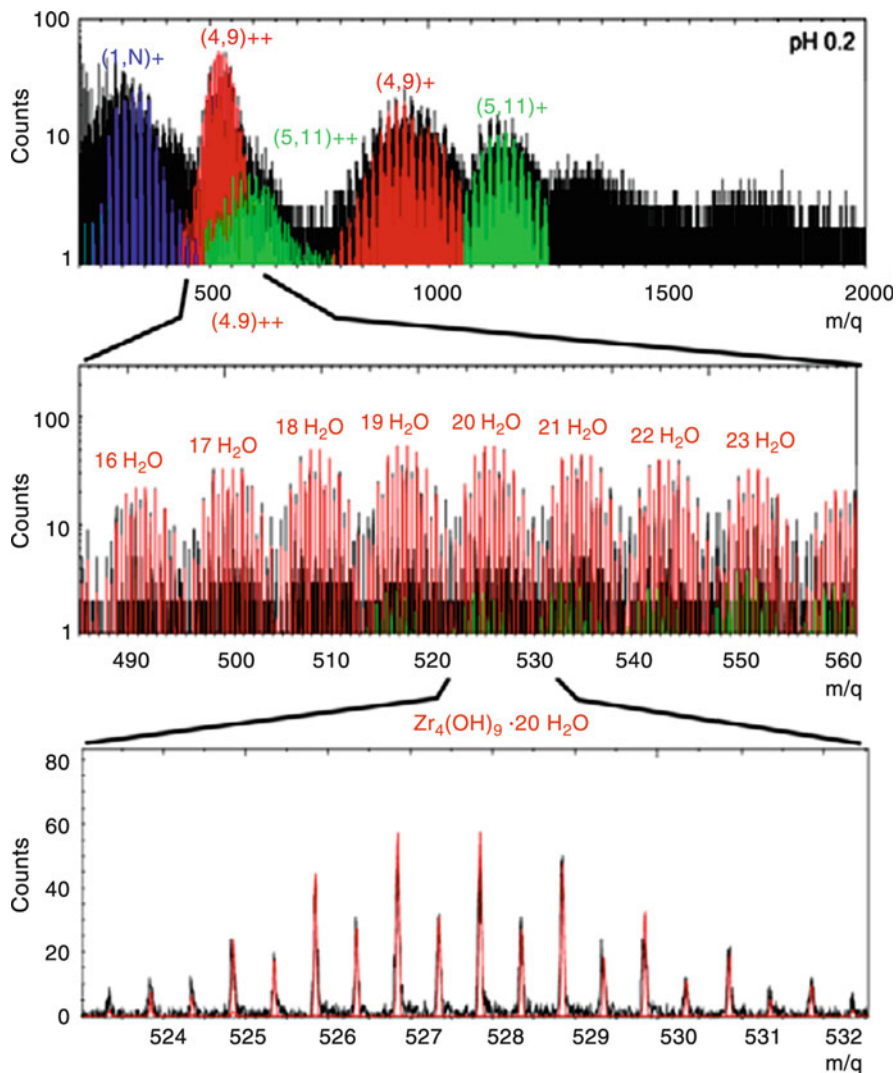 100
(4,9)++
pH 0.2
(1,N)+
(4,9)+
(5,11)+
(5,11)++
10
Counts
1
500 1000 1500 2000
m/q
(4.9)++
100
16 H₂O 17 H₂O 18 H₂O 19 H₂O 20 H₂O 21 H₂O 22 H₂O 23 H₂O
Counts
10
1
490 500 510 520 530 540 550 560
m/q
Zr₄(OH)₉ ·20 H₂O
80
60
Counts
40
20
0
524 525 526 527 528 529 530 531 532
m/q